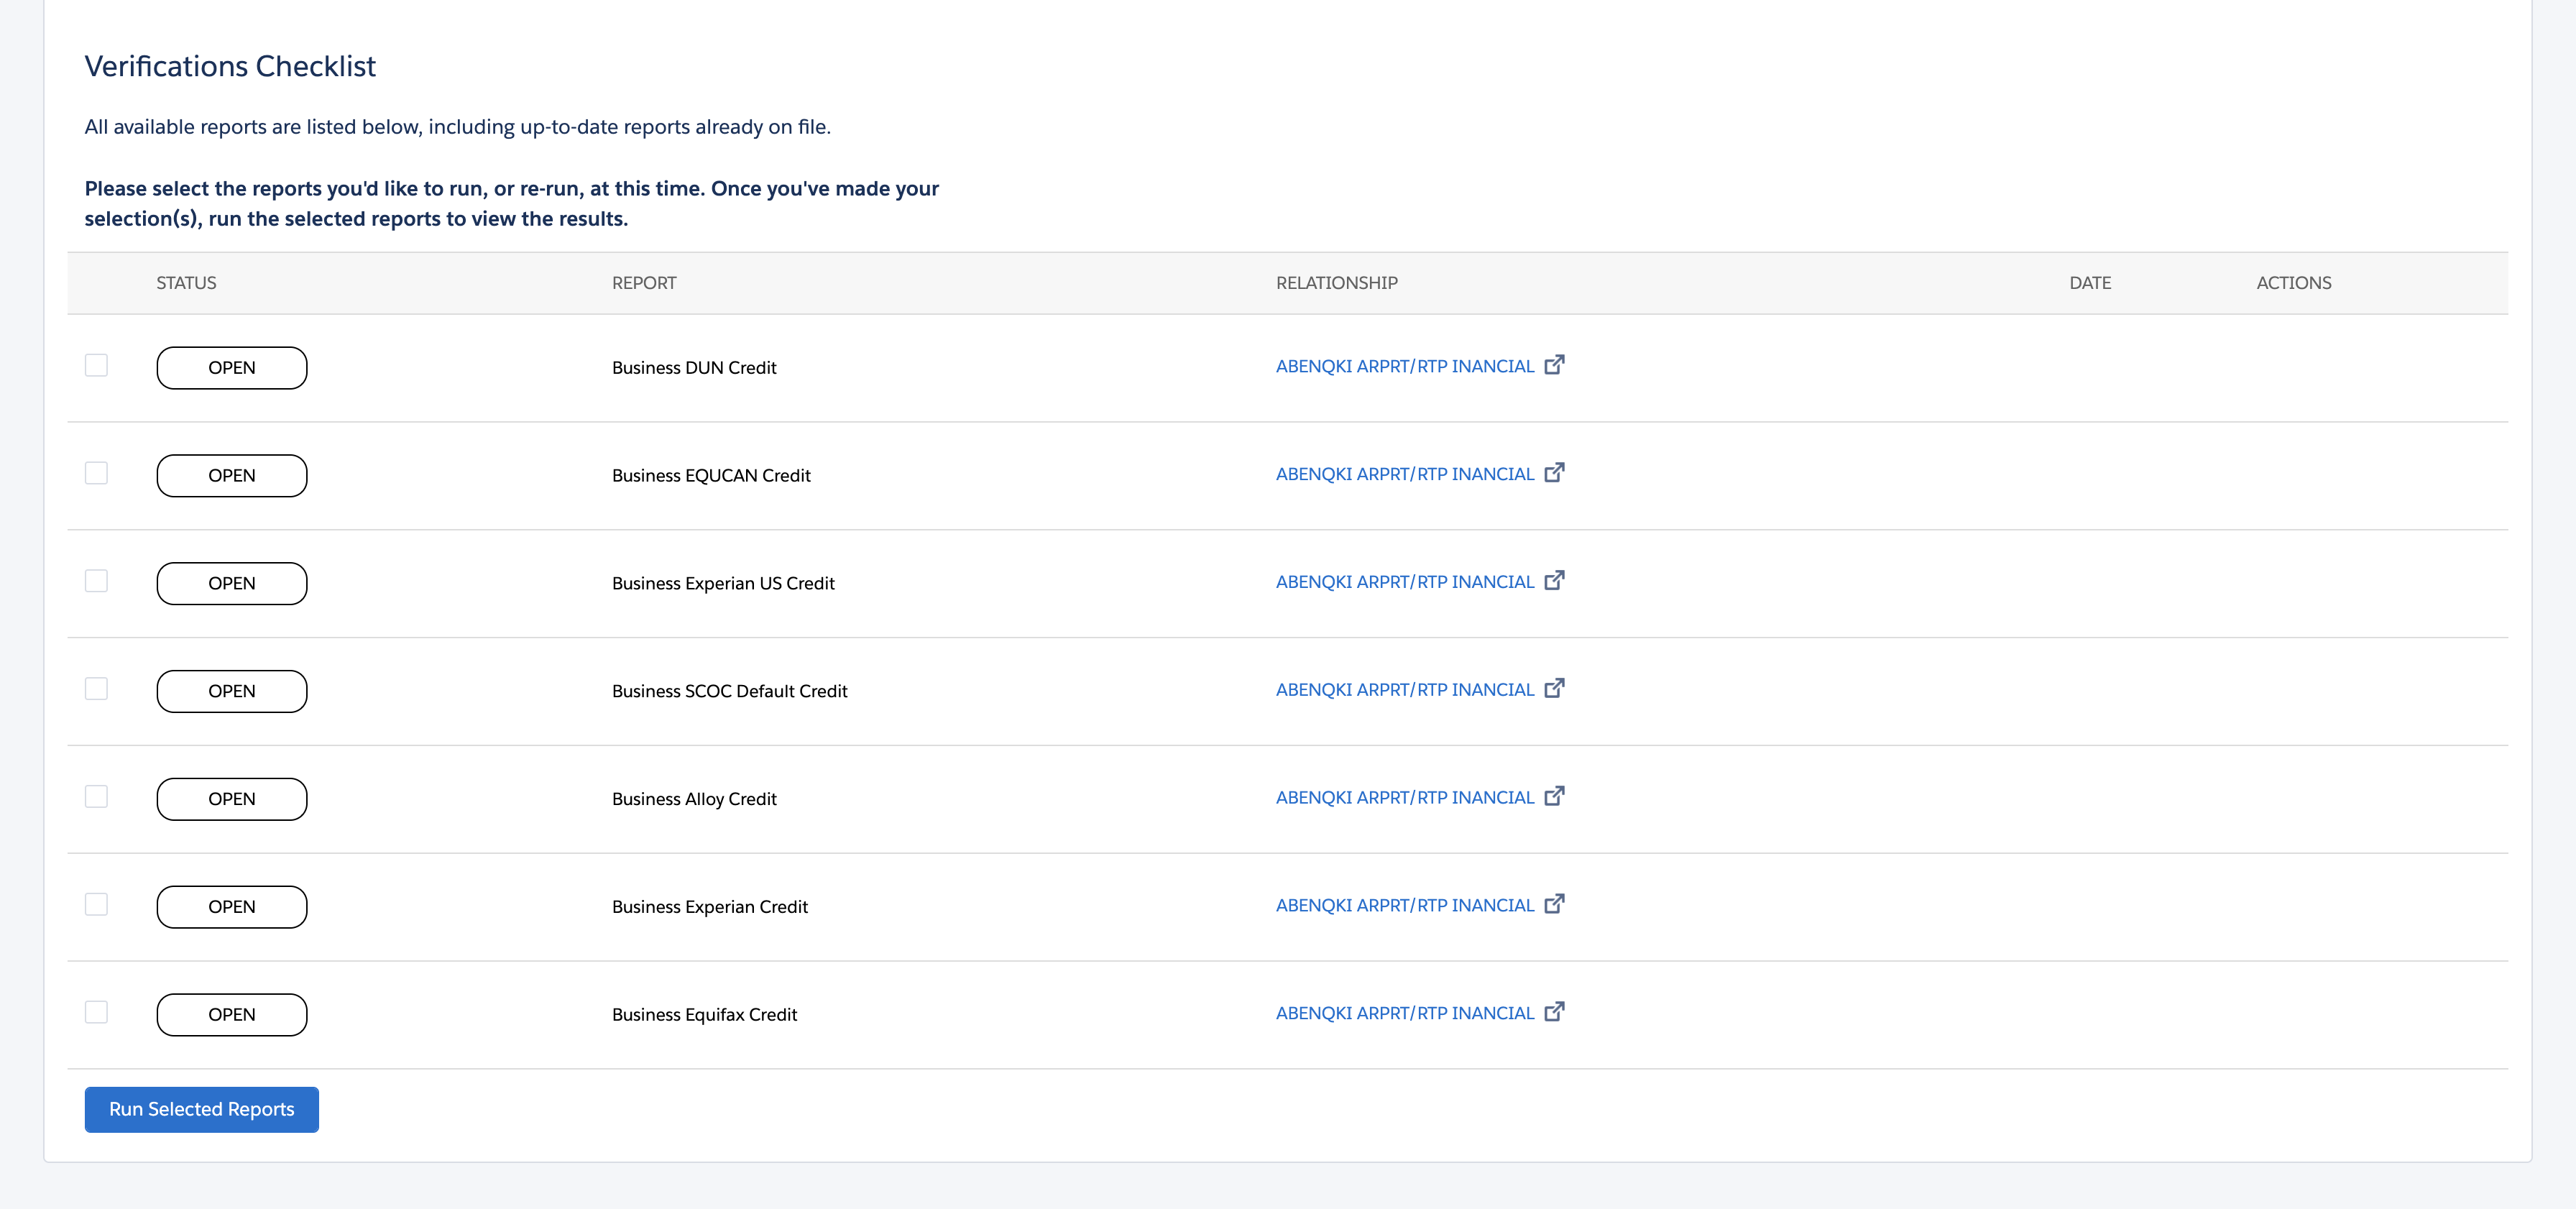 Verifications Checklist
All available reports are listed below, including up-to-date reports already on file.
Please select the reports you'd like to run, or re-run, at this time. Once you've made your
selection(s), run the selected reports to view the results.
STATUS REPORT RELATIONSHIP DATE ACTIONS
OPEN Business DUN Credit ABENQKI ARPRT/RTP INANCIAL
OPEN Business EQUCAN Credit ABENQKI ARPRT/RTP INANCIAL
OPEN Business Experian US Credit ABENQKI ARPRT/RTP INANCIAL
OPEN Business SCOC Default Credit ABENQKI ARPRT/RTP INANCIAL
OPEN Business Alloy Credit ABENQKI ARPRT/RTP INANCIAL
OPEN Business Experian Credit ABENQKI ARPRT/RTP INANCIAL
OPEN Business Equifax Credit ABENQKI ARPRT/RTP INANCIAL
Run Selected Reports